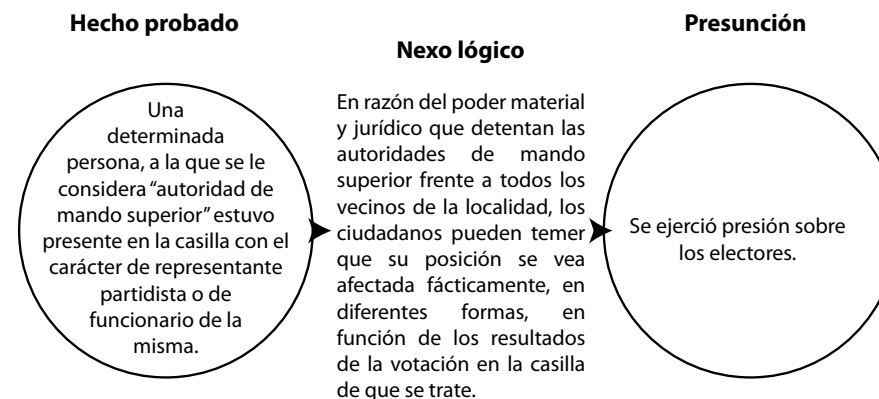 Hecho probado
Una
determinada
persona, a la que se le
considera “autoridad de
mando superior” estuvo
presente en la casilla con el
carácter de representante
partidista o de
funcionario de la
misma.
Nexo lógico
En razón del poder material
y jurídico que detentan las
autoridades de mando
superior frente a todos los
vecinos de la localidad, los
ciudadanos pueden temer
que su posición se vea
afectada fácticamente, en
diferentes formas, en
función de los resultados
de la votación en la casilla
de que se trate.
Presunción
Se ejerció presión sobre
los electores.